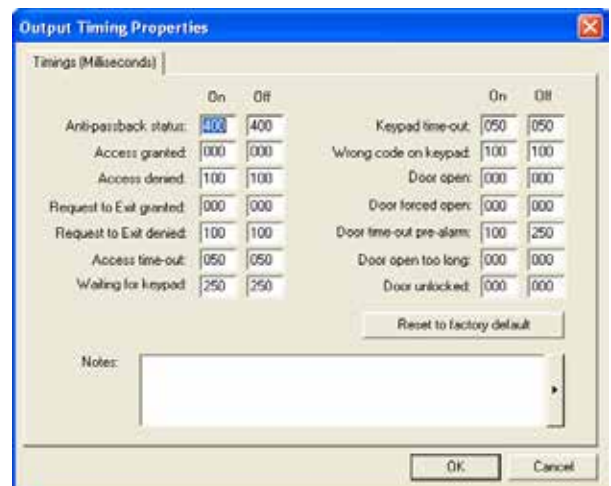 Output Timing Properties
Timings (Milliseconds)
On Off
Anti-passback status: 400 400
Access granted: 000 000
Access denied: 100 100
Request to Exit granted: 000 000
Request to Exit denied: 100 100
Access time-out: 050 050
Waiting for keypad: 250 250
On Off
Keypad time-out: 050 050
Wrong code on keypad: 100 100
Door open: 000 000
Door forced open: 000 000
Door time-out pre-alarm: 100 250
Door open too long: 000 000
Door unlocked: 000 000
Reset to factory default
Notes:
OK Cancel